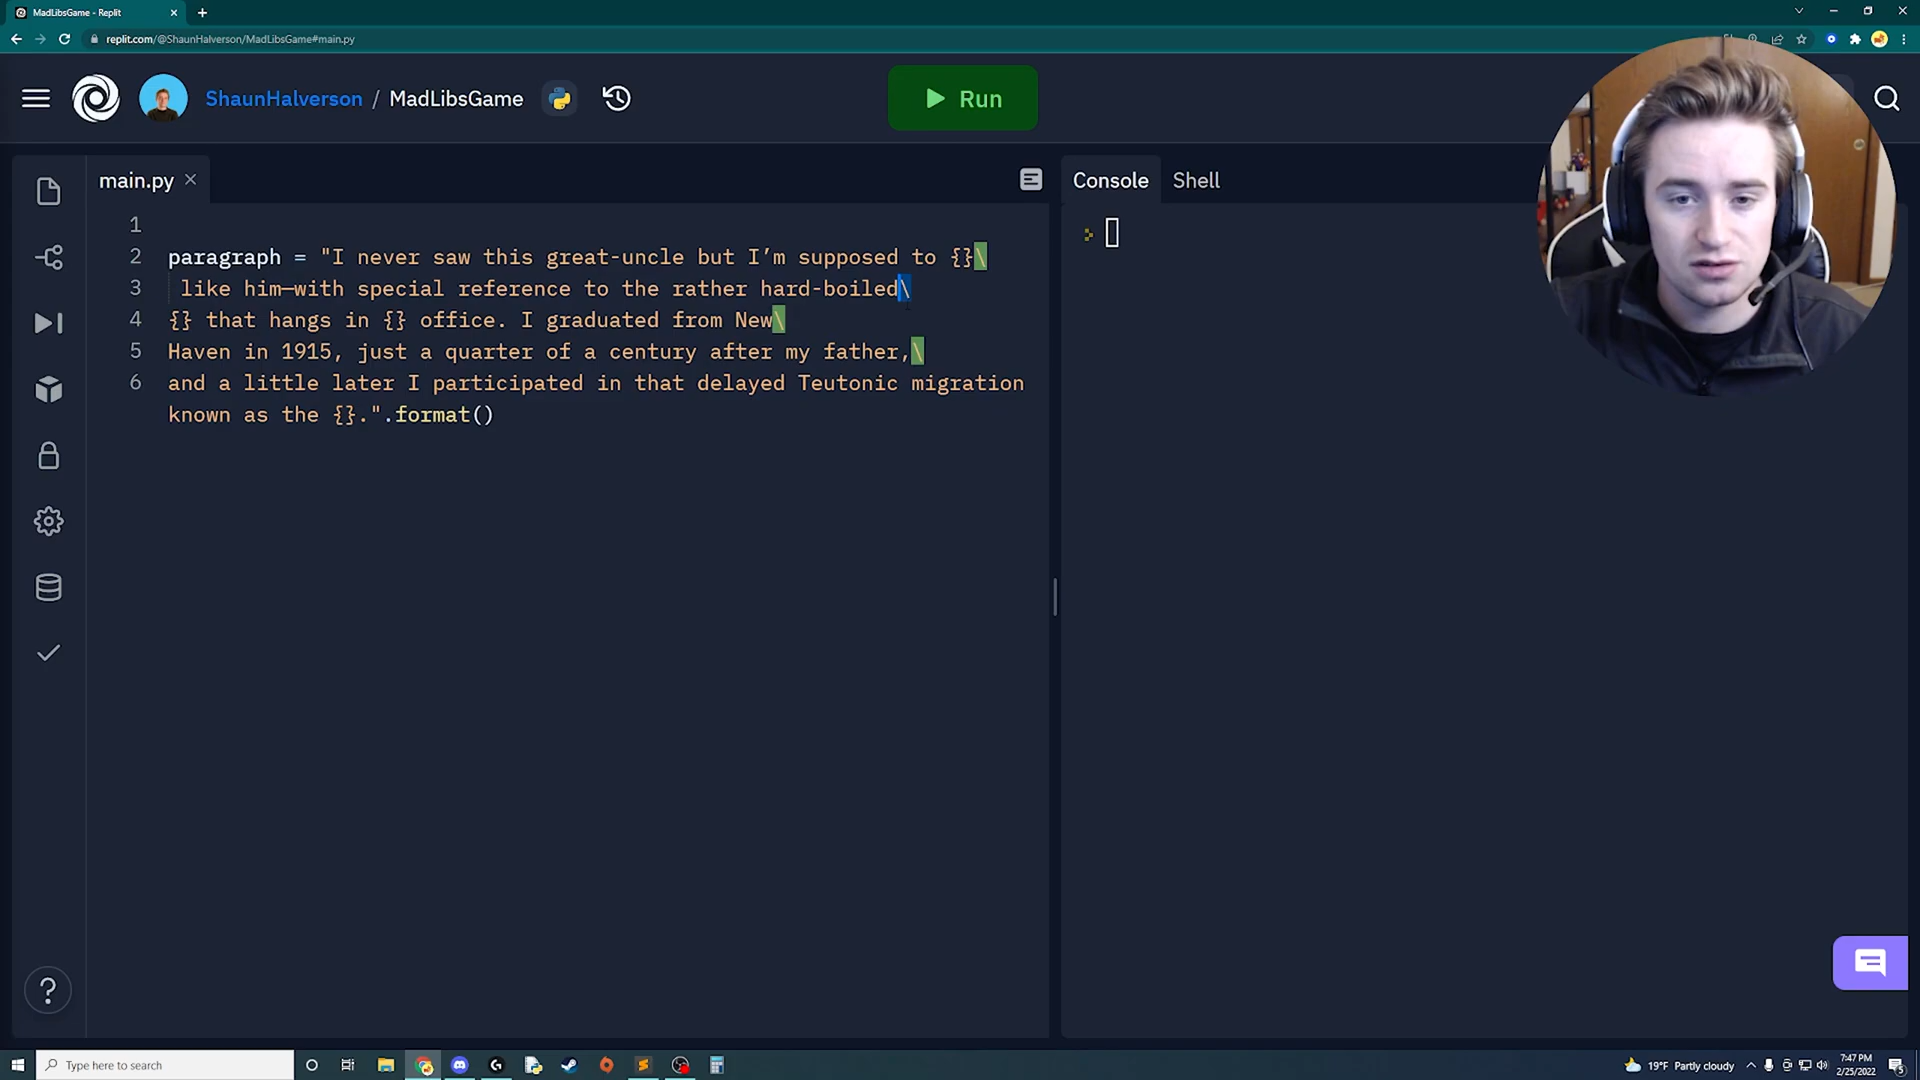 MadLibsGame - Replit
replit.com/@ShaunHalverson/MadLibsGame#main.py
ShaunHalverson / MadLibsGame
Run
main.py
Console
Shell
1
2 paragraph = "I never saw this great-uncle but I’m supposed to {}\
3 like him—with special reference to the rather hard-boiled\
4 {} that hangs in {} office. I graduated from New\
5 Haven in 1915, just a quarter of a century after my father,\
6 and a little later I participated in that delayed Teutonic migration
known as the {}.".format()
?
Type here to search
19°F Partly cloudy
7:47 PM
2/25/2022
5